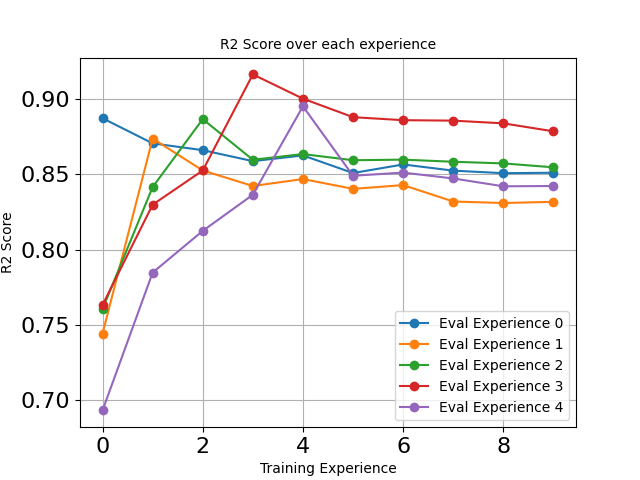 R2 Score over each experience
0.90
0.85
0.80
0.75
0.70
R2 Score
Eval Experience 0
Eval Experience 1
Eval Experience 2
Eval Experience 3
Eval Experience 4
0 2 4 6 8
Training Experience